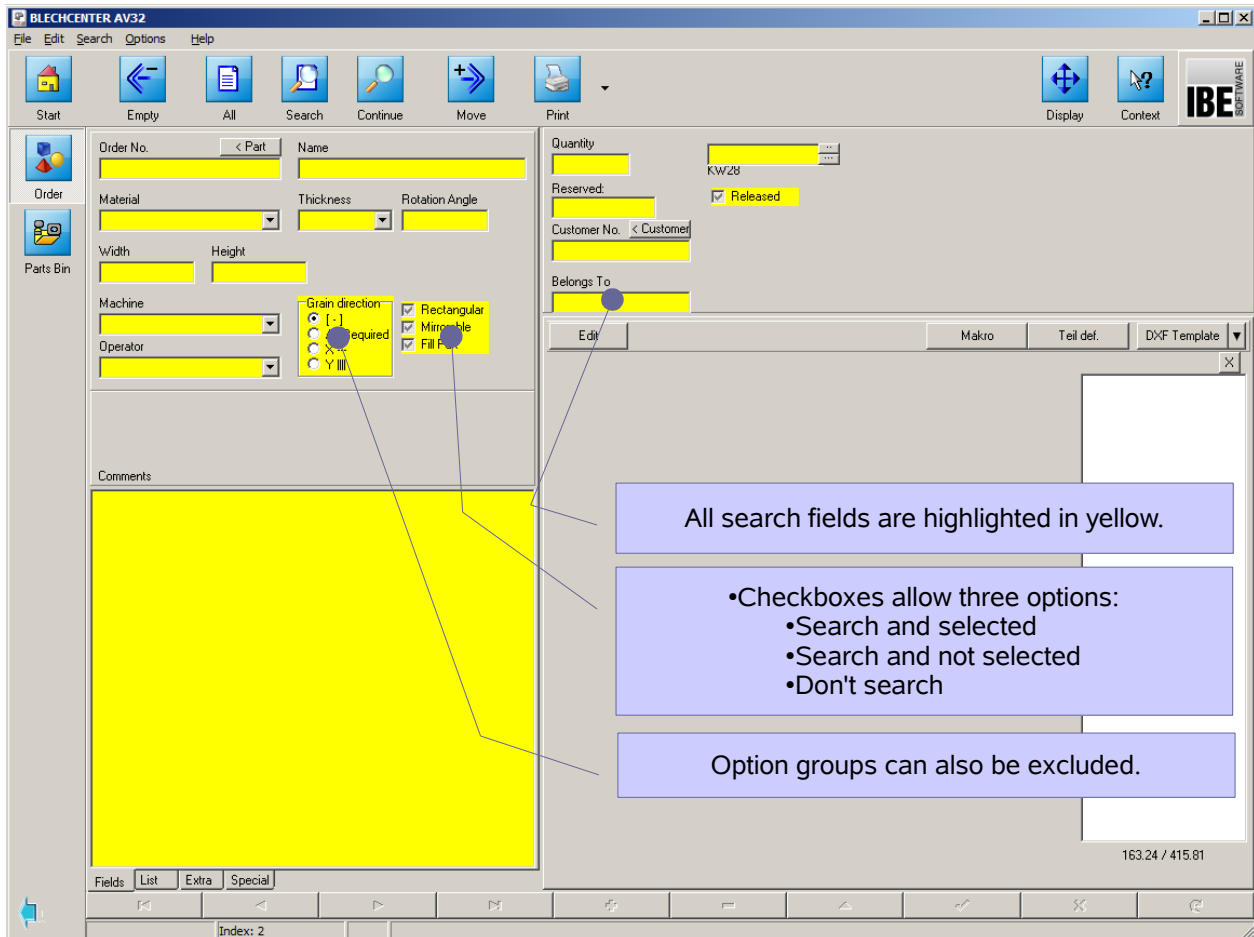 BLECHCENTER AV32
File Edit Search Options Help
Start Empty All Search Continue Move Print Display Context IBE SOFTWARE
Order
Parts Bin
Order No. < Part Name
Material Thickness Rotation Angle
Width Height
Machine
Operator
Grain direction
[ - ]
Required
X
Y ||||
Rectangular
Mirrorable
Fill
Comments
Quantity
KW28
Reserved:
Released
Customer No. < Customer
Belongs To
Edit Makro Teil def. DXF Template
All search fields are highlighted in yellow.
•Checkboxes allow three options:
•Search and selected
•Search and not selected
•Don't search
Option groups can also be excluded.
163.24 / 415.81
Fields List Extra Special
Index: 2